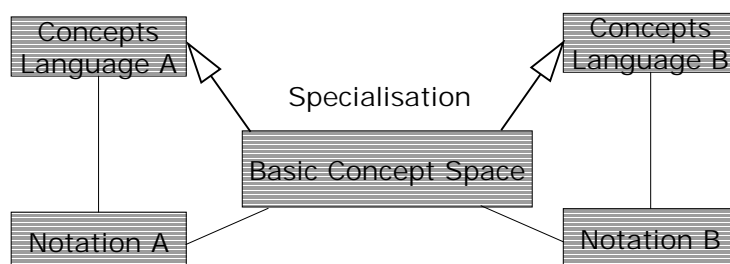 Concepts
Language A
Concepts
Language B
Specialisation
Basic Concept Space
Notation A
Notation B